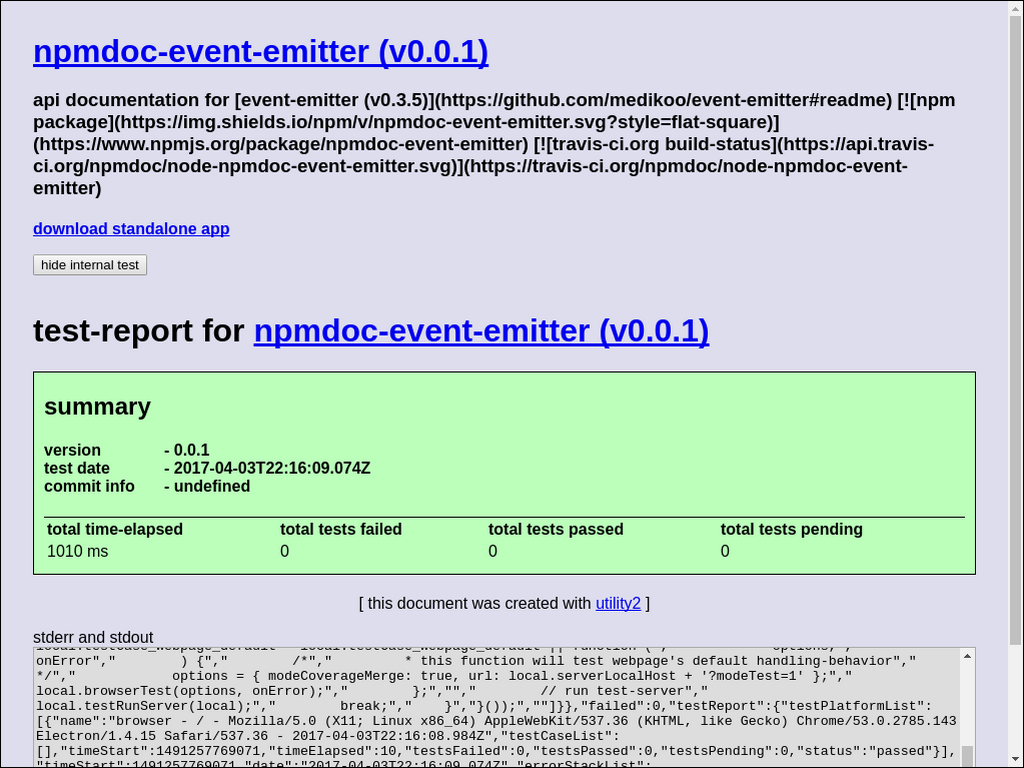 npmdoc-event-emitter (v0.0.1)
api documentation for [event-emitter (v0.3.5)](https://github.com/medikoo/event-emitter#readme) [![npm
package](https://img.shields.io/npm/v/npmdoc-event-emitter.svg?style=flat-square)]
(https://www.npmjs.org/package/npmdoc-event-emitter) [![travis-ci.org build-status](https://api.travis-
ci.org/npmdoc/node-npmdoc-event-emitter.svg)](https://travis-ci.org/npmdoc/node-npmdoc-event-
emitter)
download standalone app
hide internal test
test-report for npmdoc-event-emitter (v0.0.1)
summary
version - 0.0.1
test date - 2017-04-03T22:16:09.074Z
commit info - undefined
total time-elapsed total tests failed total tests passed total tests pending
1010 ms 0 0 0
[ this document was created with utility2 ]
stderr and stdout
onError","        ) {","        /*","         * this function will test webpage's default handling-behavior","
*/","            options = { modeCoverageMerge: true, url: local.serverLocalHost + '?modeTest=1' };","
local.browserTest(options, onError);","        };","","        // run test-server","
local.testRunServer(local);","        break;","    }","}());",""]}},"failed":0,"testReport":{"testPlatformList":
[{"name":"browser - / - Mozilla/5.0 (X11; Linux x86_64) AppleWebKit/537.36 (KHTML, like Gecko) Chrome/53.0.2785.143
Electron/1.4.15 Safari/537.36 - 2017-04-03T22:16:08.984Z","testCaseList":
[],"timeStart":1491257769071,"timeElapsed":10,"testsFailed":0,"testsPassed":0,"testsPending":0,"status":"passed"}],
"timeStart":1491257769071,"date":"2017-04-03T22:16:09.074Z","errorStackList":